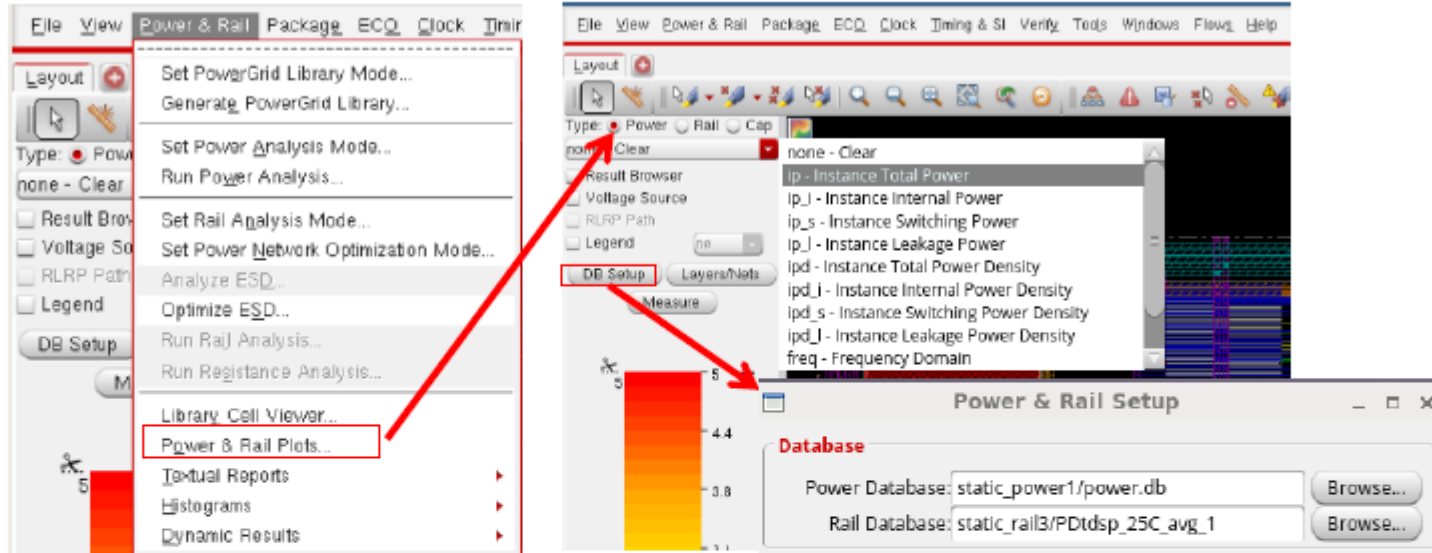 File View Power & Rail Package ECO Clock Timin
Layout
Type: Powe
none - Clear
Result Brow
Voltage So
RLRP Path
Legend
DB Setup
M
5
Set PowerGrid Library Mode...
Generate PowerGrid Library...
Set Power Analysis Mode...
Run Power Analysis...
Set Rail Analysis Mode...
Set Power Network Optimization Mode...
Analyze ESD...
Optimize ESD...
Run Rail Analysis...
Run Resistance Analysis...
Library Cell Viewer...
Power & Rail Plots...
Textual Reports
Histograms
Dynamic Results
File View Power & Rail Package ECO Clock Timing & SI Verify Tools Windows Flows Help
Layout
Type: Power Rail Cap
none - Clear
Result Browser
Voltage Source
RLRP Path
Legend
DB Setup Layers/Nets
Measure
none - Clear
ip - Instance Total Power
ip_i - Instance Internal Power
ip_s - Instance Switching Power
ip_l - Instance Leakage Power
ipd - Instance Total Power Density
ipd_i - Instance Internal Power Density
ipd_s - Instance Switching Power Density
ipd_l - Instance Leakage Power Density
freq - Frequency Domain
5 5
4.4
3.8
Power & Rail Setup
Database
Power Database: static_power1/power.db Browse...
Rail Database: static_rail3/PDtdsp_25C_avg_1 Browse...